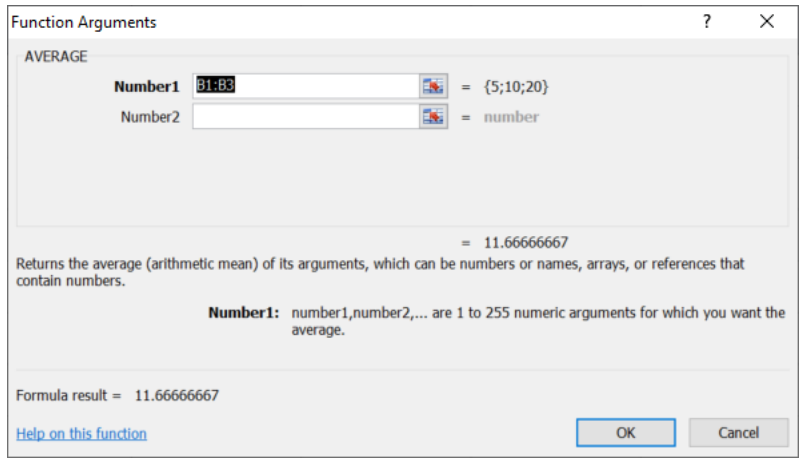 Function Arguments ? ×
AVERAGE
Number1 B1:B3 = {5;10;20}
Number2 = number
= 11.66666667
Returns the average (arithmetic mean) of its arguments, which can be numbers or names, arrays, or references that
contain numbers.
Number1: number1,number2,... are 1 to 255 numeric arguments for which you want the
average.
Formula result = 11.66666667
Help on this function OK Cancel